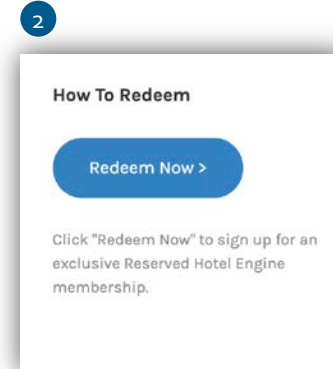 2
How To Redeem
Redeem Now >
Click "Redeem Now" to sign up for an
exclusive Reserved Hotel Engine
membership.